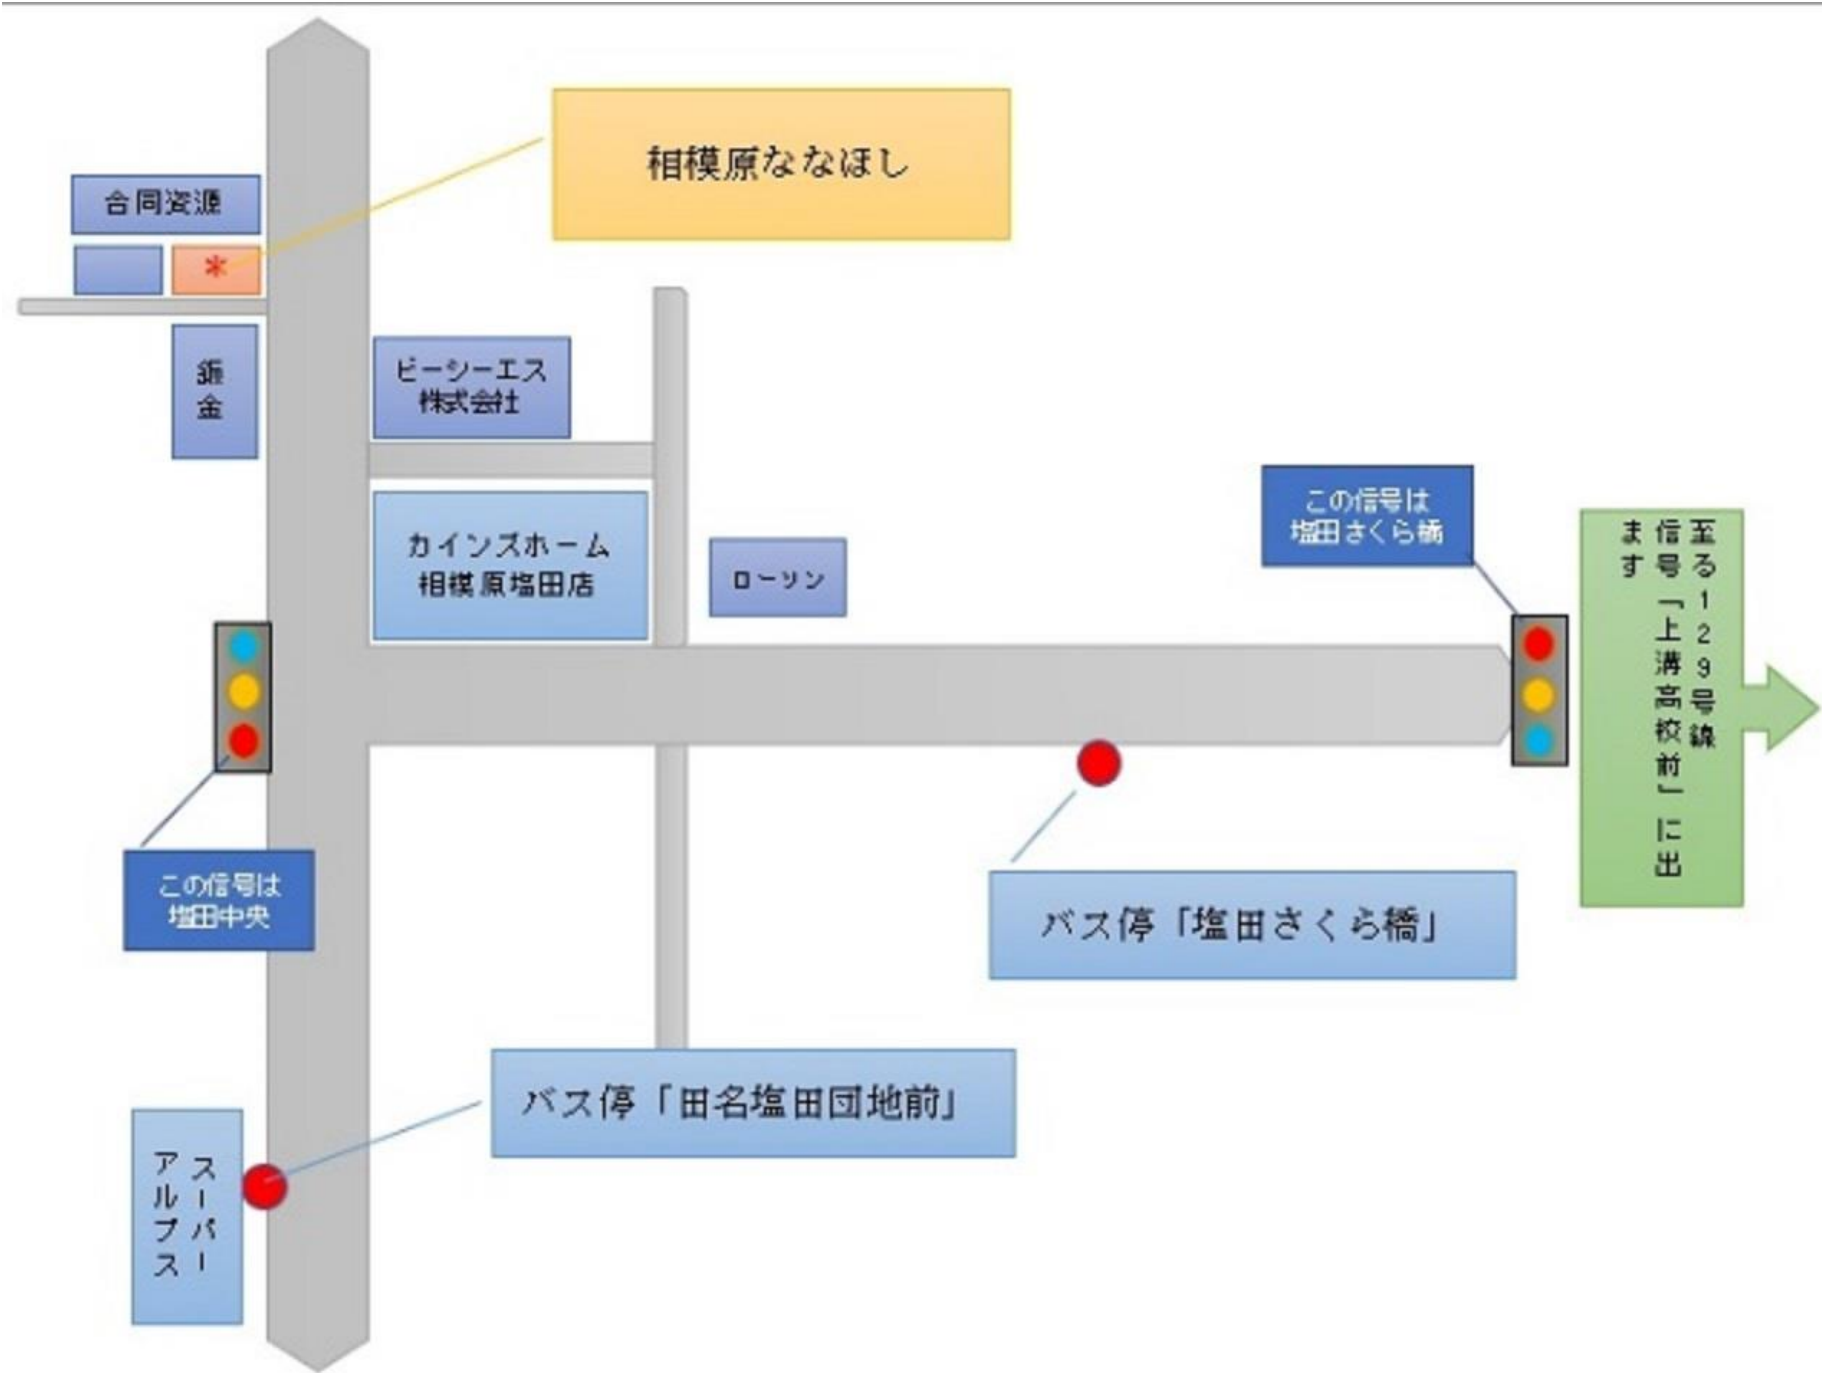 相模原ななほし
合同資源
*
鈑
金
ビーシーエス
株式会社
カインズホーム
相模原塩田店
ローソン
この信号は
塩田さくら橋
至る129号線
信号「上溝高校前」に出
ます
この信号は
塩田中央
バス停「塩田さくら橋」
バス停「田名塩田団地前」
スーパー
アルプス